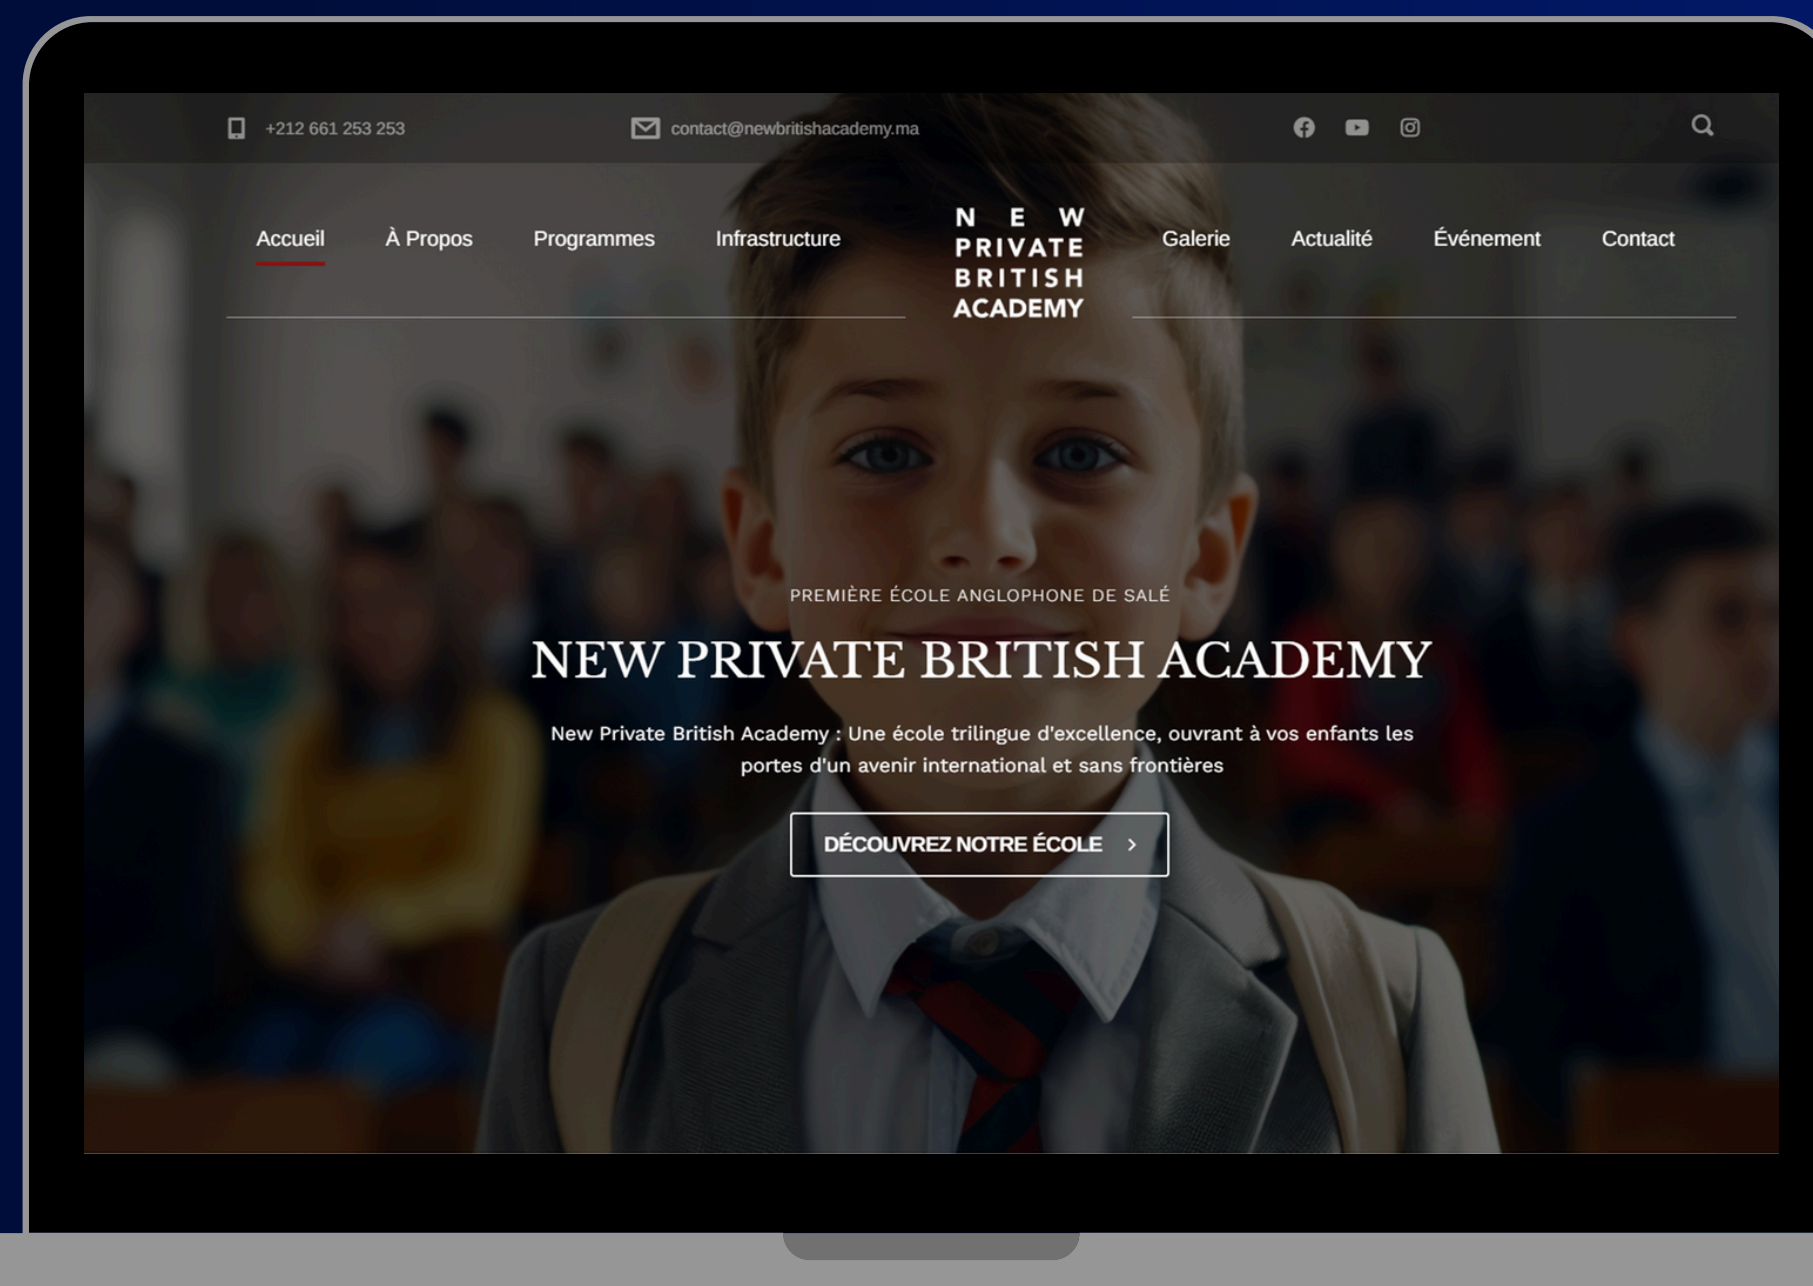 +212 661 253 253
contact@newbritishacademy.ma
Accueil
À Propos
Programmes
Infrastructure
N E W
PRIVATE
BRITISH
ACADEMY
Galerie
Actualité
Événement
Contact
PREMIÈRE ÉCOLE ANGLOPHONE DE SALÉ
NEW PRIVATE BRITISH ACADEMY
New Private British Academy : Une école trilingue d'excellence, ouvrant à vos enfants les
portes d'un avenir international et sans frontières
DÉCOUVREZ NOTRE ÉCOLE